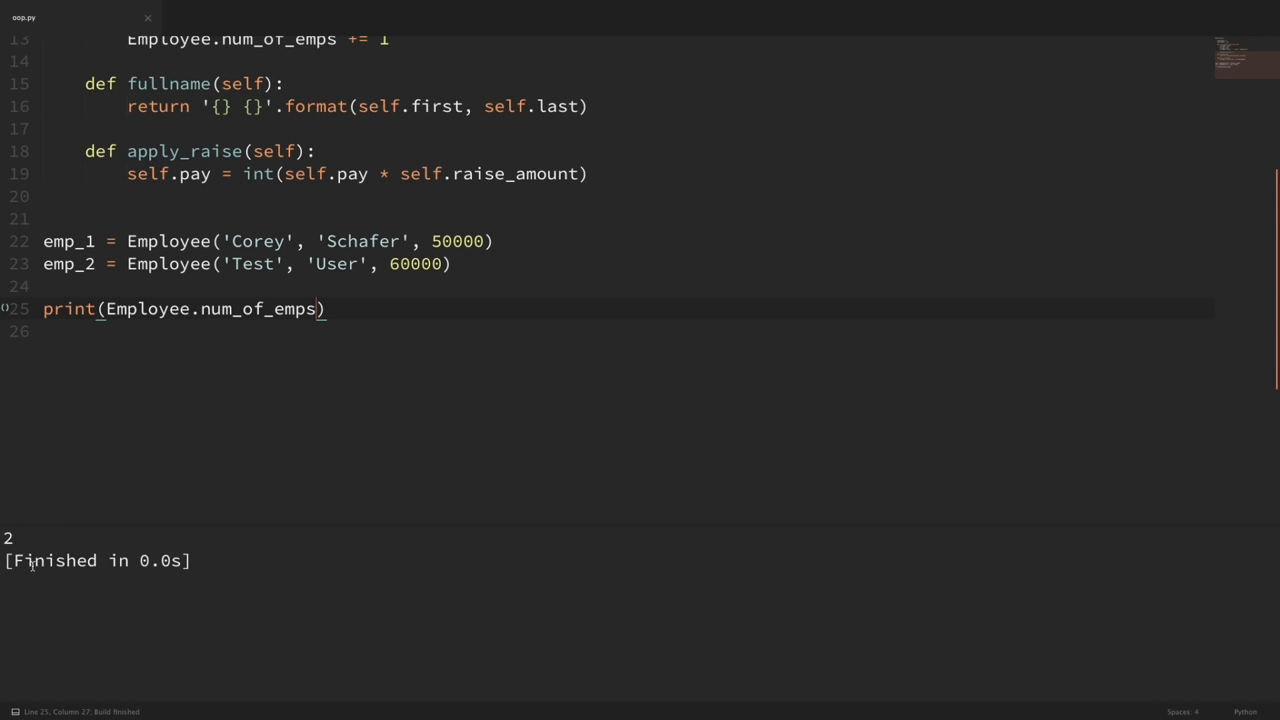 oop.py ×
13 Employee.num_of_emps += 1
14
15 def fullname(self):
16 return '{} {}'.format(self.first, self.last)
17
18 def apply_raise(self):
19 self.pay = int(self.pay * self.raise_amount)
20
21
22 emp_1 = Employee('Corey', 'Schafer', 50000)
23 emp_2 = Employee('Test', 'User', 60000)
24
25 print(Employee.num_of_emps)
26
2
[Finished in 0.0s]
Line 25, Column 27; Build finished Spaces: 4 Python